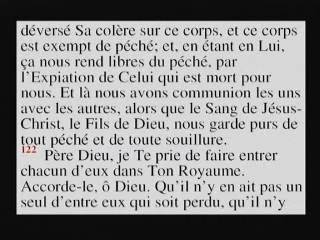 déversé Sa colère sur ce corps, et ce corps
est exempt de péché; et, en étant en Lui,
ça nous rend libres du péché, par
l'Expiation de Celui qui est mort pour
nous. Et là nous avons communion les uns
avec les autres, alors que le Sang de Jésus-
Christ, le Fils de Dieu, nous garde purs de
tout péché et de toute souillure.
122 Père Dieu, je Te prie de faire entrer
chacun d'eux dans Ton Royaume.
Accorde-le, ô Dieu. Qu'il n'y en ait pas un
seul d'entre eux qui soit perdu, qu'il n'y